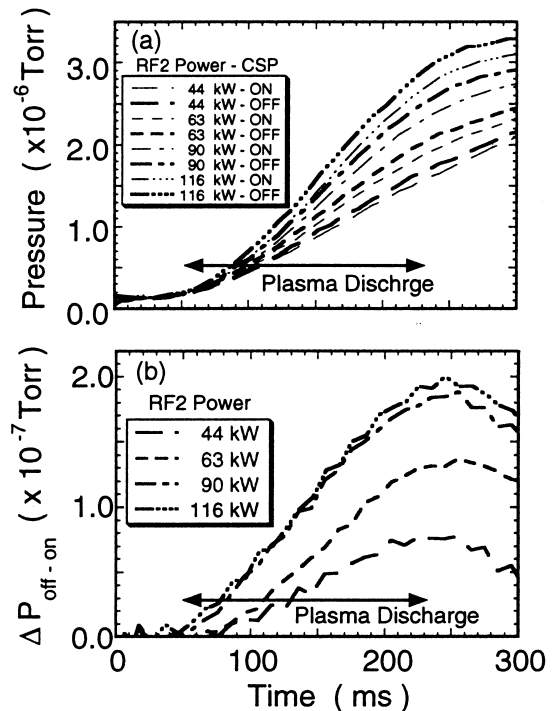 (a)
RF2 Power - CSP
44 kW - ON
44 kW - OFF
63 kW - ON
63 kW - OFF
90 kW - ON
90 kW - OFF
116 kW - ON
116 kW - OFF
Pressure ( x10-6 Torr)
3.0
2.0
1.0
0.0
Plasma Dischrge
(b)
RF2 Power
44 kW
63 kW
90 kW
116 kW
Δ P off - on ( x 10-7 Torr)
2.0
1.0
0.0
Plasma Discharge
0 100 200 300
Time ( ms )